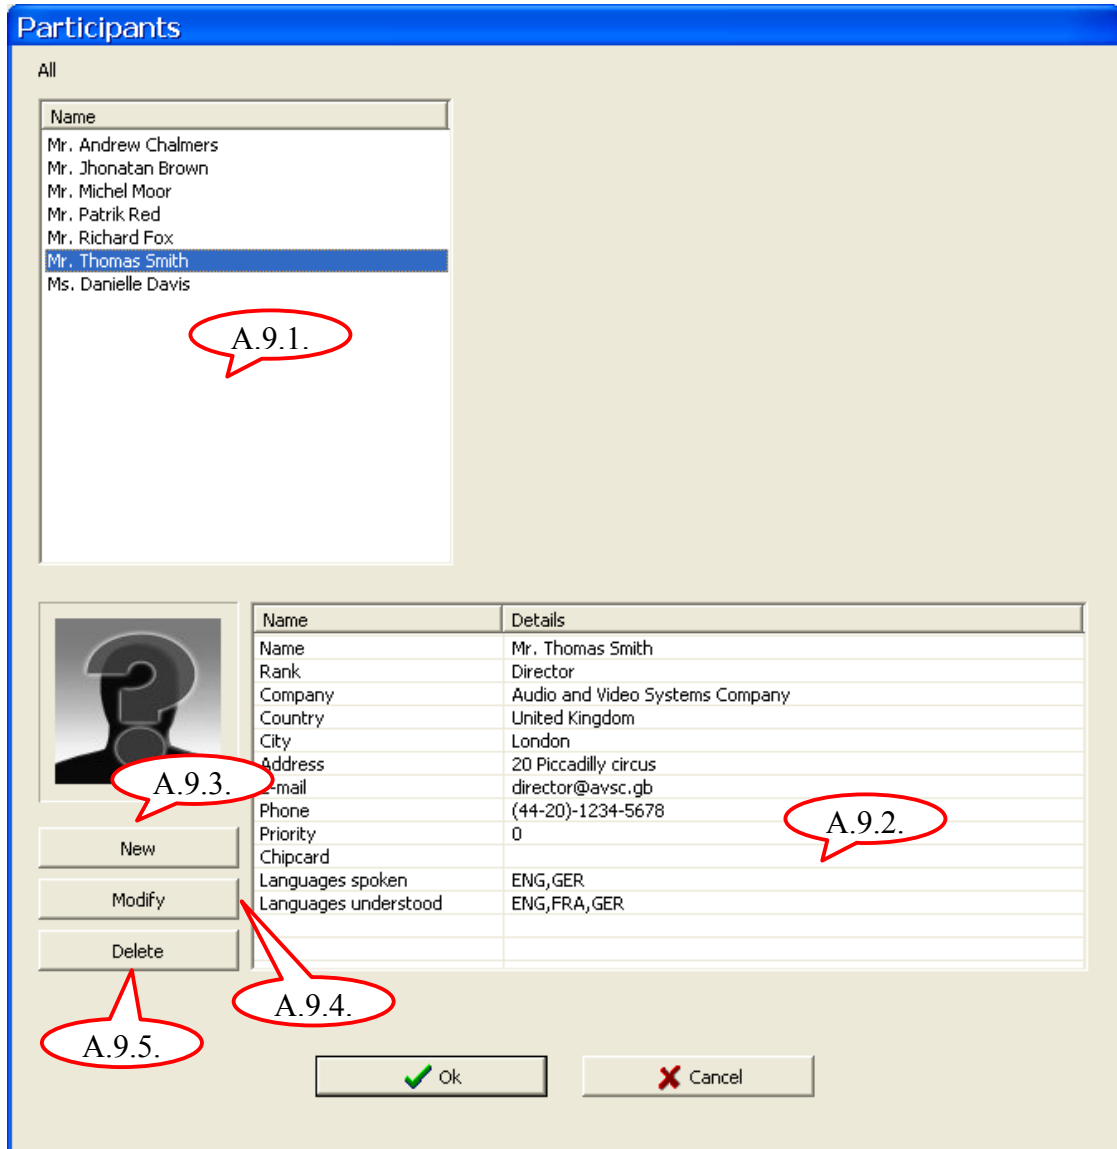 Participants
All
Name
Mr. Andrew Chalmers
Mr. Jhonatan Brown
Mr. Michel Moor
Mr. Patrik Red
Mr. Richard Fox
Mr. Thomas Smith
Ms. Danielle Davis
A.9.1.
Name Details
Name Mr. Thomas Smith
Rank Director
Company Audio and Video Systems Company
Country United Kingdom
City London
Address 20 Piccadilly circus
-mail director@avsc.gb
Phone (44-20)-1234-5678
Priority 0
Chipcard
Languages spoken ENG,GER
Languages understood ENG,FRA,GER
A.9.3.
A.9.2.
New
Modify
Delete
A.9.4.
A.9.5.
Ok
Cancel